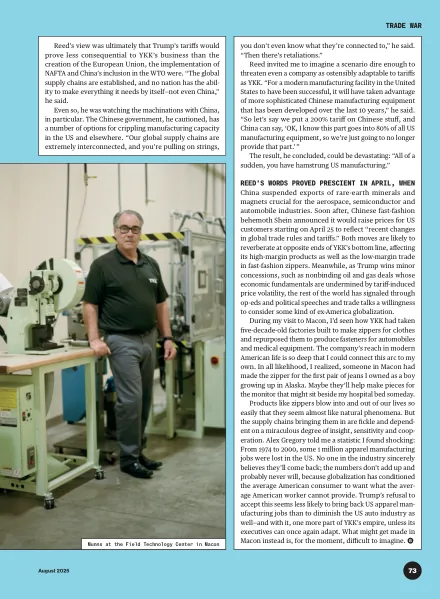 TRADE WAR
Reed's view was ultimately that Trump's tariffs would
prove less consequential to YKK's business than the
creation of the European Union, the implementation of
NAFTA and China's inclusion in the WTO were. "The global
supply chains are established, and no nation has the abil-
ity to make everything it needs by itself—not even China,"
he said.
Even so, he was watching the machinations with China,
in particular. The Chinese government, he cautioned, has
a number of options for crippling manufacturing capacity
in the US and elsewhere. "Our global supply chains are
extremely interconnected, and you're pulling on strings,
you don't even know what they're connected to," he said.
"Then there's retaliations."
Reed invited me to imagine a scenario dire enough to
threaten even a company as ostensibly adaptable to tariffs
as YKK. "For a modern manufacturing facility in the United
States to have been successful, it will have taken advantage
of more sophisticated Chinese manufacturing equipment
that has been developed over the last 10 years," he said.
"So let's say we put a 200% tariff on Chinese stuff, and
China can say, 'OK, I know this part goes into 80% of all US
manufacturing equipment, so we're just no longer going to
provide that part.'"
The result, he concluded, could be devastating: "All of a
sudden, you have hamstrung US manufacturing."
REED'S WORDS PROVED PRESCIENT IN APRIL, WHEN
China suspended exports of rare-earth minerals and
magnets crucial for the aerospace, semiconductor and
automobile industries. Soon after, Chinese fast-fashion
behemoth Shein announced it would raise prices for US
customers starting on April 25 to reflect "recent changes
in global trade rules and tariffs." Both moves are likely to
reverberate at opposite ends of YKK's bottom line, affecting
its high-margin products as well as the low-margin trade
in fast-fashion zippers. Meanwhile, as Trump wins minor
concessions, such as nonbinding oil and gas deals whose
economic fundamentals are undermined by tariff-induced
price volatility, the rest of the world has signaled through
op-eds and political speeches and trade talks a willingness
to consider some kind of ex-America globalization.
During my visit to Macon, I'd seen how YKK had taken
five-decade-old factories built to make zippers for clothes
and repurposed them to produce fasteners for automobiles
and medical equipment. The company's reach in modern
American life is so deep that I could connect this arc to my
own. In all likelihood, I realized, someone in Macon had
made the zipper for the first pair of jeans I owned as a boy
growing up in Alaska. Maybe they'll help make pieces for
the monitor that might sit beside my hospital bed someday.
Products like zippers blow into and out of our lives so
easily that they seem almost like natural phenomena. But
the supply chains bringing them in are fickle and depend-
ent on a miraculous degree of insight, sensitivity and coop-
eration. Alex Gregory told me a statistic I found shocking:
From 1974 to 2000, some 1 million apparel manufacturing
jobs were lost in the US. No one in the industry sincerely
believes they'll come back; the numbers don't add up and
probably never will, because globalization has conditioned
the average American consumer to want what the aver-
age American worker cannot provide. Trump's refusal to
accept this seems less likely to bring back US apparel man-
ufacturing jobs than to diminish the US auto industry as
well—and with it, one more part of YKK's empire, unless its
executives can once again adapt. What might get made in
Macon instead is, for the moment, difficult to imagine.
Nunns at the Field Technology Center in Macon
August 2025
73